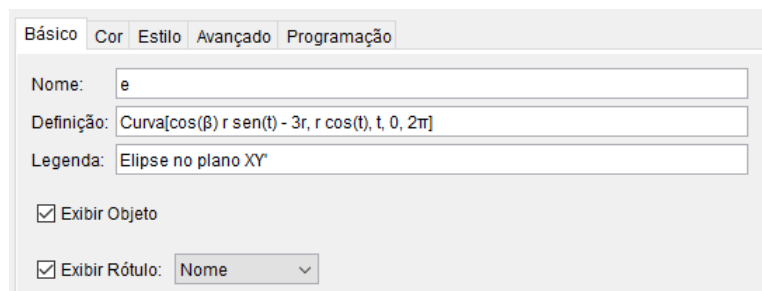 Básico Cor Estilo Avançado Programação
Nome: e
Definição: Curva[cos(β) r sen(t) - 3r, r cos(t), t, 0, 2π]
Legenda: Elipse no plano XY'
Exibir Objeto
Exibir Rótulo: Nome